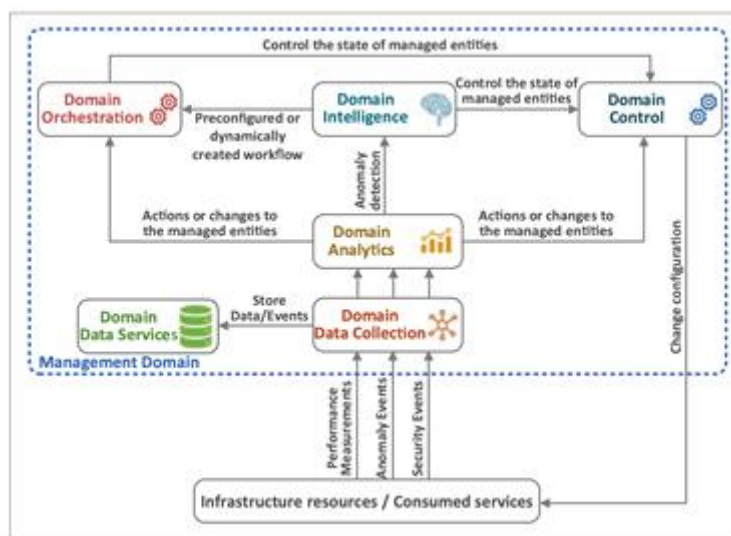 Control the state of managed entities
Domain
Orchestration
Domain
Intelligence
Control the state of
managed entities
Domain
Control
Preconfigured or
dynamically
created workflow
Anomaly
detection
Actions or changes to
the managed entities
Domain
Analytics
Actions or changes to
the managed entities
Change configuration
Domain
Data Services
Store
Data/Events
Domain
Data Collection
Management Domain
Performance
Measurements
Anomaly Events
Security Events
Infrastructure resources / Consumed services